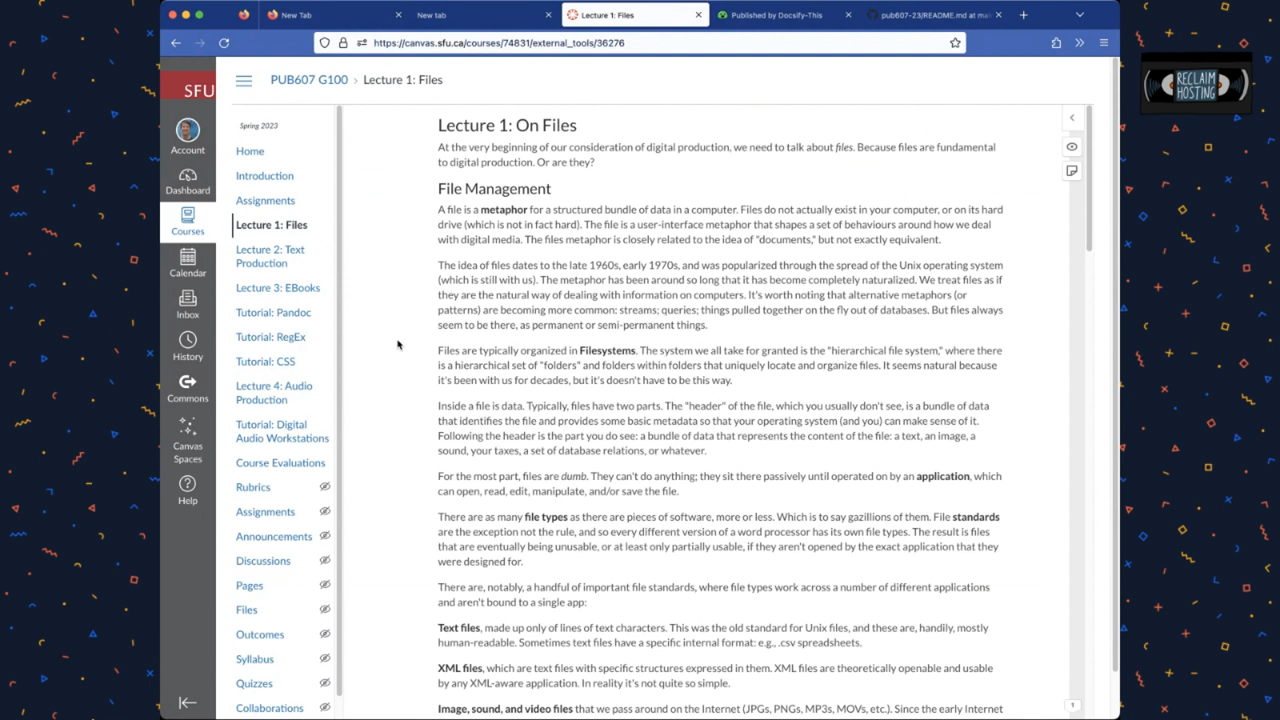 New Tab
New tab
Lecture 1: Files
Published by Docsify-This
pub607-23/README.md at mai
https://canvas.sfu.ca/courses/74831/external_tools/36276
RECLAIM
HOSTING
SFU
PUB607 G100 › Lecture 1: Files
Account
Dashboard
Courses
Calendar
Inbox
History
Commons
Canvas
Spaces
Help
Spring 2023
Home
Introduction
Assignments
Lecture 1: Files
Lecture 2: Text
Production
Lecture 3: EBooks
Tutorial: Pandoc
Tutorial: RegEx
Tutorial: CSS
Lecture 4: Audio
Production
Tutorial: Digital
Audio Workstations
Course Evaluations
Rubrics
Assignments
Announcements
Discussions
Pages
Files
Outcomes
Syllabus
Quizzes
Collaborations
Lecture 1: On Files
At the very beginning of our consideration of digital production, we need to talk about files. Because files are fundamental
to digital production. Or are they?
File Management
A file is a metaphor for a structured bundle of data in a computer. Files do not actually exist in your computer, or on its hard
drive (which is not in fact hard). The file is a user-interface metaphor that shapes a set of behaviours around how we deal
with digital media. The files metaphor is closely related to the idea of "documents," but not exactly equivalent.
The idea of files dates to the late 1960s, early 1970s, and was popularized through the spread of the Unix operating system
(which is still with us). The metaphor has been around so long that it has become completely naturalized. We treat files as if
they are the natural way of dealing with information on computers. It's worth noting that alternative metaphors (or
patterns) are becoming more common: streams; queries; things pulled together on the fly out of databases. But files always
seem to be there, as permanent or semi-permanent things.
Files are typically organized in Filesystems. The system we all take for granted is the "hierarchical file system," where there
is a hierarchical set of "folders" and folders within folders that uniquely locate and organize files. It seems natural because
it's been with us for decades, but it's doesn't have to be this way.
Inside a file is data. Typically, files have two parts. The "header" of the file, which you usually don't see, is a bundle of data
that identifies the file and provides some basic metadata so that your operating system (and you) can make sense of it.
Following the header is the part you do see: a bundle of data that represents the content of the file: a text, an image, a
sound, your taxes, a set of database relations, or whatever.
For the most part, files are dumb. They can't do anything; they sit there passively until operated on by an application, which
can open, read, edit, manipulate, and/or save the file.
There are as many file types as there are pieces of software, more or less. Which is to say gazillions of them. File standards
are the exception not the rule, and so every different version of a word processor has its own file types. The result is files
that are eventually being unusable, or at least only partially usable, if they aren't opened by the exact application that they
were designed for.
There are, notably, a handful of important file standards, where file types work across a number of different applications
and aren't bound to a single app:
Text files, made up only of lines of text characters. This was the old standard for Unix files, and these are, handily, mostly
human-readable. Sometimes text files have a specific internal format: e.g., .csv spreadsheets.
XML files, which are text files with specific structures expressed in them. XML files are theoretically openable and usable
by any XML-aware application. In reality it's not quite so simple.
Image, sound, and video files that we pass around on the Internet (JPGs, PNGs, MP3s, MOVs, etc.). Since the early Internet
1